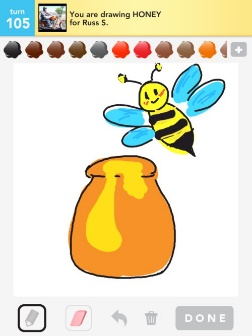 turn
105
You are drawing HONEY
for Russ S.
DONE